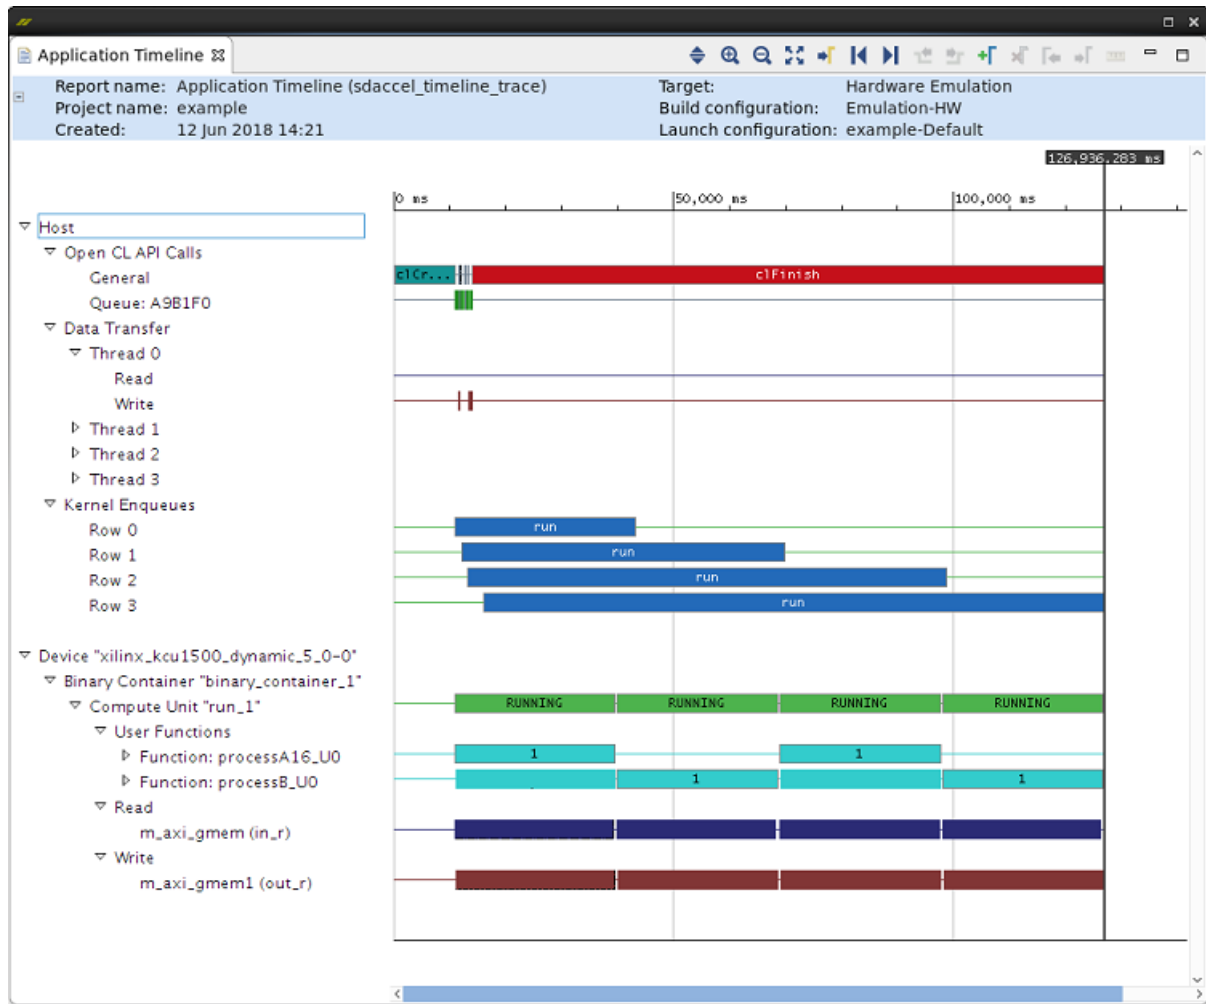 Application Timeline
Report name: Application Timeline (sdaccel_timeline_trace)
Target: Hardware Emulation
Project name: example
Build configuration: Emulation-HW
Created: 12 Jun 2018 14:21
Launch configuration: example-Default
126,936.283 ms
0 ms 50,000 ms 100,000 ms
Host
Open CL API Calls
General clCr... clFinish
Queue: A9B1F0
Data Transfer
Thread 0
Read
Write
Thread 1
Thread 2
Thread 3
Kernel Enqueues
Row 0 run
Row 1 run
Row 2 run
Row 3 run
Device "xilinx_kcu1500_dynamic_5_0-0"
Binary Container "binary_container_1"
Compute Unit "run_1" RUNNING RUNNING RUNNING RUNNING
User Functions
Function: processA16_U0 1 1
Function: processB_U0 1 1
Read
m_axi_gmem (in_r)
Write
m_axi_gmem1 (out_r)